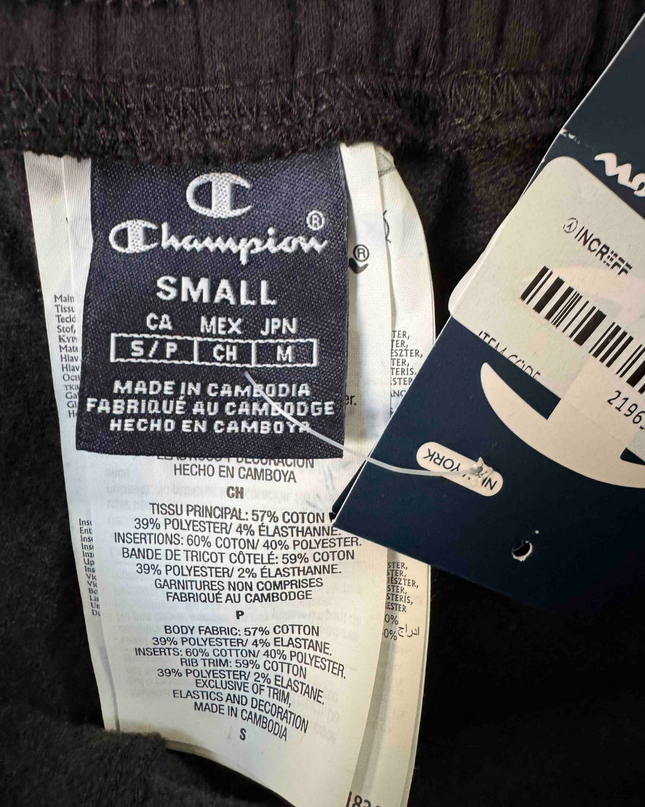 Champion®
SMALL
CA MEX JPN
S/P CH M
MADE IN CAMBODIA
FABRIQUÉ AU CAMBODGE
HECHO EN CAMBOYA
HECHO EN CAMBOYA
CH
TISSU PRINCIPAL: 57% COTON
39% POLYESTER/ 4% ÉLASTHANNE.
INSERTIONS: 60% COTON/ 40% POLYESTER.
BANDE DE TRICOT CÔTELÉ: 59% COTON
39% POLYESTER/ 2% ÉLASTHANNE.
GARNITURES NON COMPRISES
FABRIQUÉ AU CAMBODGE
P
BODY FABRIC: 57% COTTON
39% POLYESTER/ 4% ELASTANE.
INSERTS: 60% COTTON/ 40% POLYESTER.
RIB TRIM: 59% COTTON
39% POLYESTER/ 2% ELASTANE.
EXCLUSIVE OF TRIM,
ELASTICS AND DECORATION
MADE IN CAMBODIA
S
INCREFF
ITEM CODE
2196
YORK